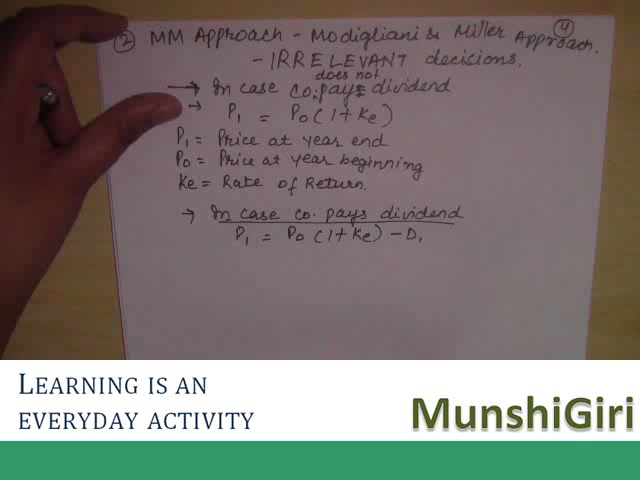 ② MM Approach - Modigliani & Miller Approach. ④
- IRRELEVANT decisions.
→ In case co. does not pays dividend
→ P₁ = P₀ (1 + Ke)
P₁ = Price at year end
P₀ = Price at year beginning
Ke = Rate of Return.
→ In case co. pays dividend
P₁ = P₀ (1 + Ke) - D₁
LEARNING IS AN
EVERYDAY ACTIVITY
MunshiGiri